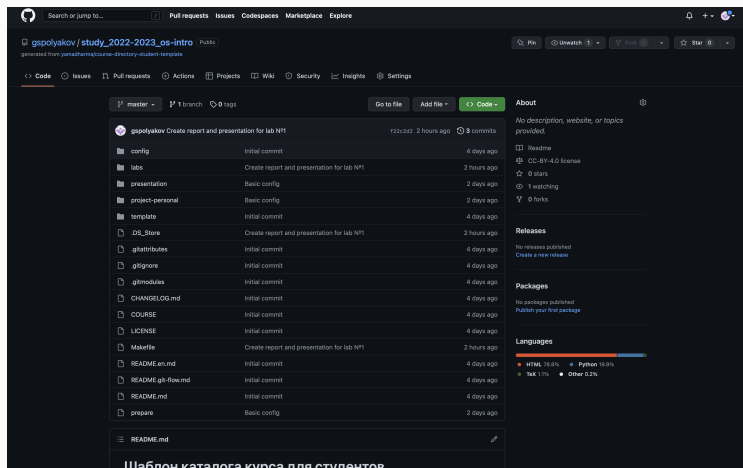 Search or jump to... / Pull requests Issues Codespaces Marketplace Explore
gspolyakov / study_2022-2023_os-intro Public
generated from yamadharma/course-directory-student-template
Pin Unwatch 1 Fork 0 Star 0
Code Issues Pull requests Actions Projects Wiki Security Insights Settings
master 1 branch 0 tags Go to file Add file Code
gspolyakov Create report and presentation for lab №1 f22c2d2 2 hours ago 3 commits
config Initial commit 4 days ago
labs Create report and presentation for lab №1 2 hours ago
presentation Basic config 2 days ago
project-personal Basic config 2 days ago
template Initial commit 4 days ago
.DS_Store Create report and presentation for lab №1 2 hours ago
.gitattributes Initial commit 4 days ago
.gitignore Initial commit 4 days ago
.gitmodules Initial commit 4 days ago
CHANGELOG.md Initial commit 4 days ago
COURSE Initial commit 4 days ago
LICENSE Initial commit 4 days ago
Makefile Create report and presentation for lab №1 2 hours ago
README.en.md Initial commit 4 days ago
README.git-flow.md Initial commit 4 days ago
README.md Initial commit 4 days ago
prepare Basic config 2 days ago
README.md
Шаблон каталога курса для студентов
About
No description, website, or topics
provided.
Readme
CC-BY-4.0 license
0 stars
1 watching
0 forks
Releases
No releases published
Create a new release
Packages
No packages published
Publish your first package
Languages
HTML 78.8% Python 19.9%
TeX 1.1% Other 0.2%